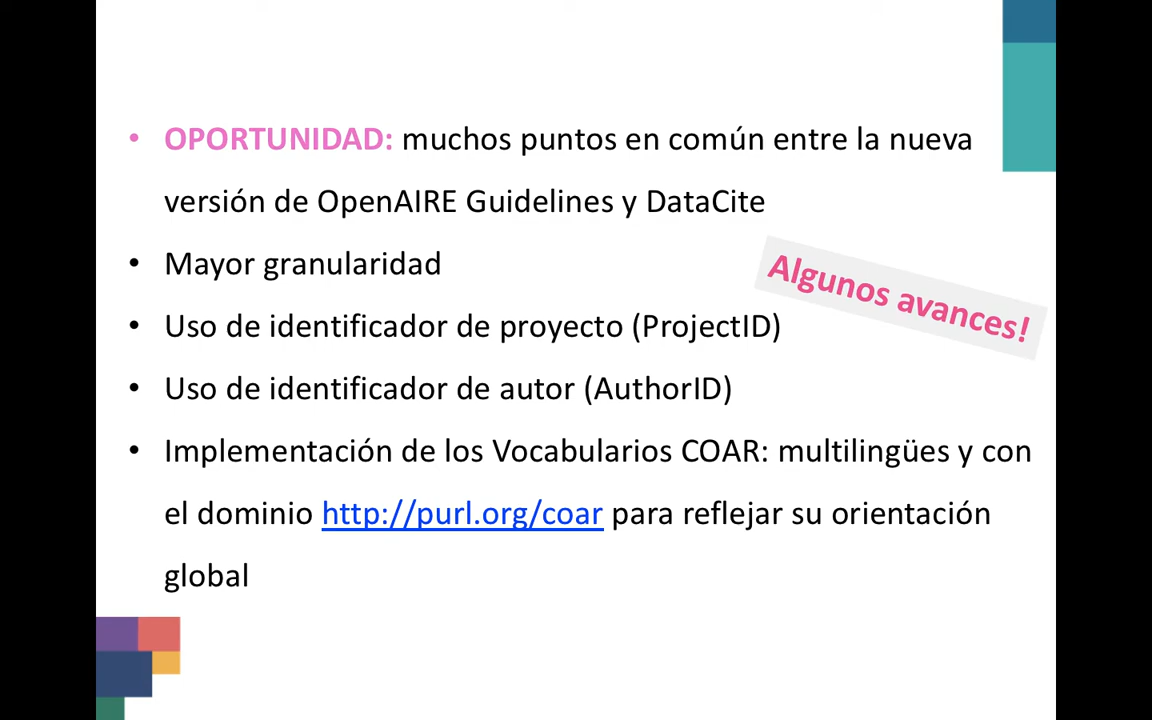 • OPORTUNIDAD: muchos puntos en común entre la nueva
versión de OpenAIRE Guidelines y DataCite
• Mayor granularidad
Algunos avances!
• Uso de identificador de proyecto (ProjectID)
• Uso de identificador de autor (AuthorID)
• Implementación de los Vocabularios COAR: multilingües y con
el dominio http://purl.org/coar para reflejar su orientación
global